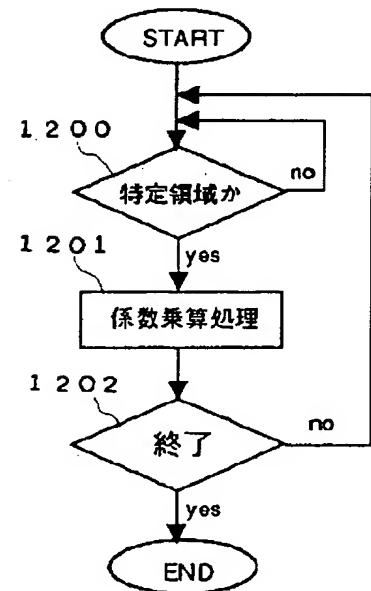 START
1200
特定領域か
no
yes
1201
係数乗算処理
1202
終了
no
yes
END